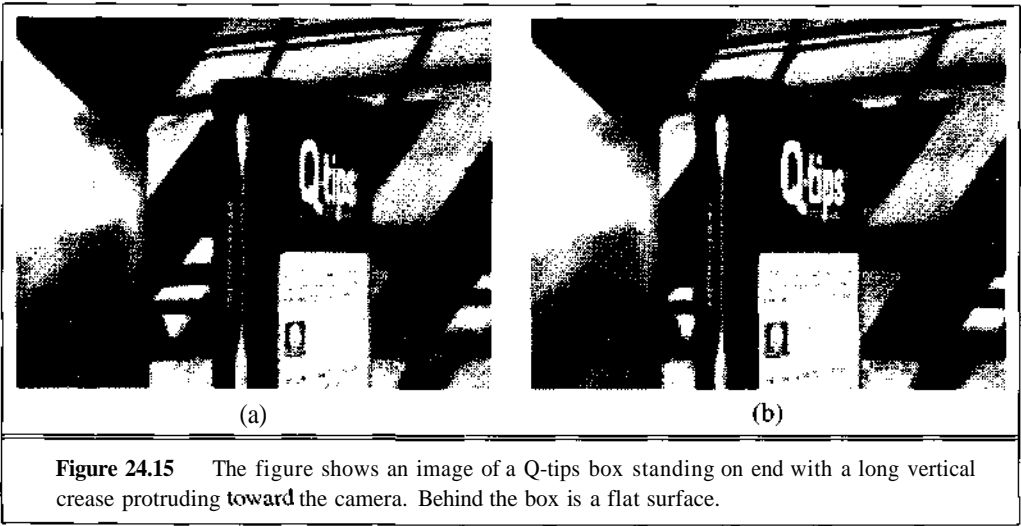 Q-tips
Q-tips
(a)
(b)
Figure 24.15 The figure shows an image of a Q-tips box standing on end with a long vertical
crease protruding toward the camera. Behind the box is a flat surface.